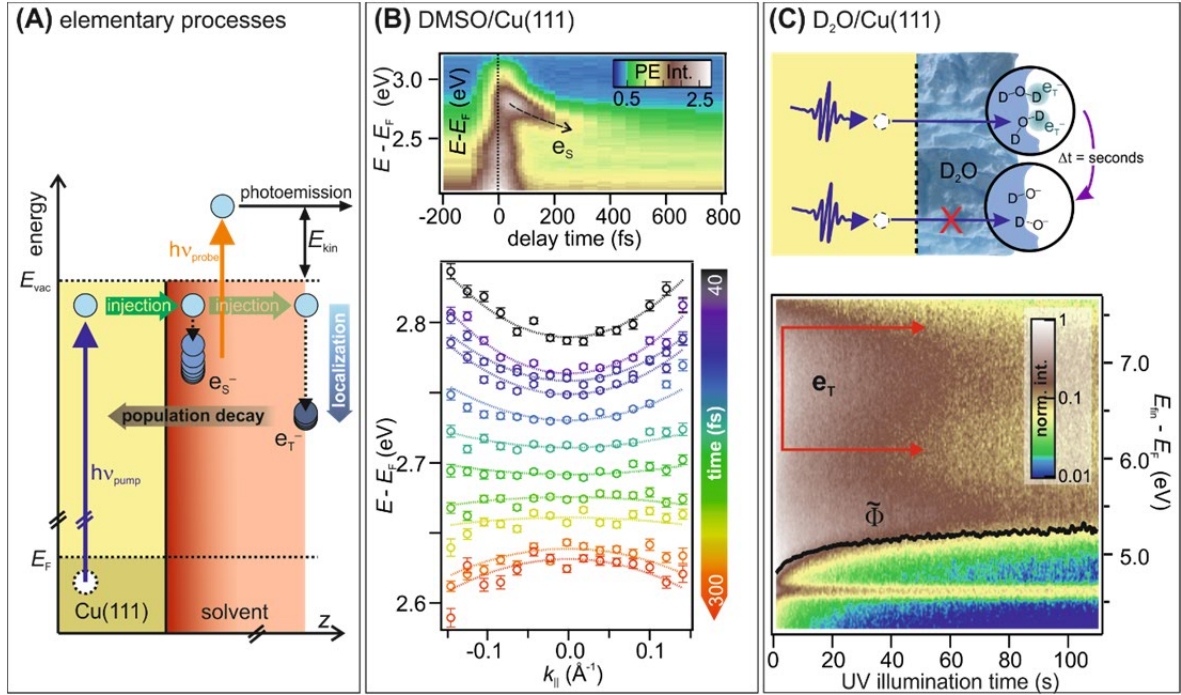 (A) elementary processes
energy
photoemission
hνprobe
Ekin
Evac
injection
injection
eS−
localization
population decay
eT−
hνpump
EF
Cu(111)
solvent
z
(B) DMSO/Cu(111)
E - EF (eV)
E-EF (eV)
3.0
2.5
PE Int.
0.5 2.5
eS
-200 0 200 400 600 800
delay time (fs)
E - EF (eV)
2.8
2.7
2.6
40
time (fs)
300
-0.1 0.0 0.1
k|| (Å-1)
(C) D2O/Cu(111)
D O D eT−
O eT−
D
D2O
Δt = seconds
X
O−
D
D O−
eT
Φ̃
1
0.1
0.01
norm. int.
7.0
6.0
5.0
Efin - EF (eV)
0 20 40 60 80 100
UV illumination time (s)